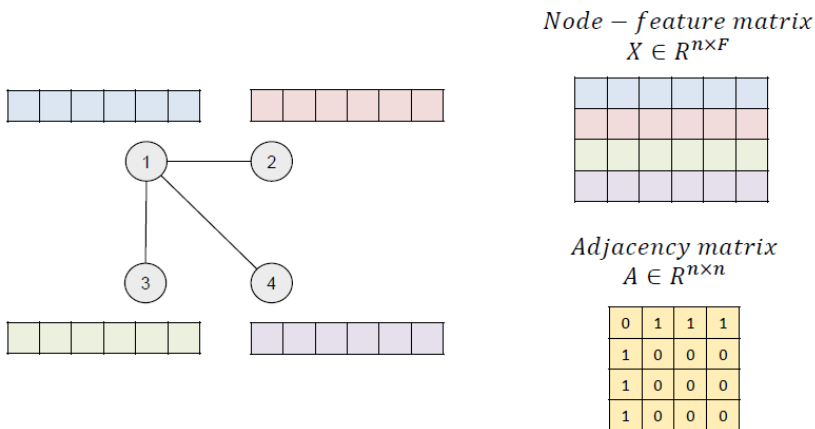 Node − feature matrix
X ∈ R^{n×F}
1 2
3 4
Adjacency matrix
A ∈ R^{n×n}
0 1 1 1
1 0 0 0
1 0 0 0
1 0 0 0